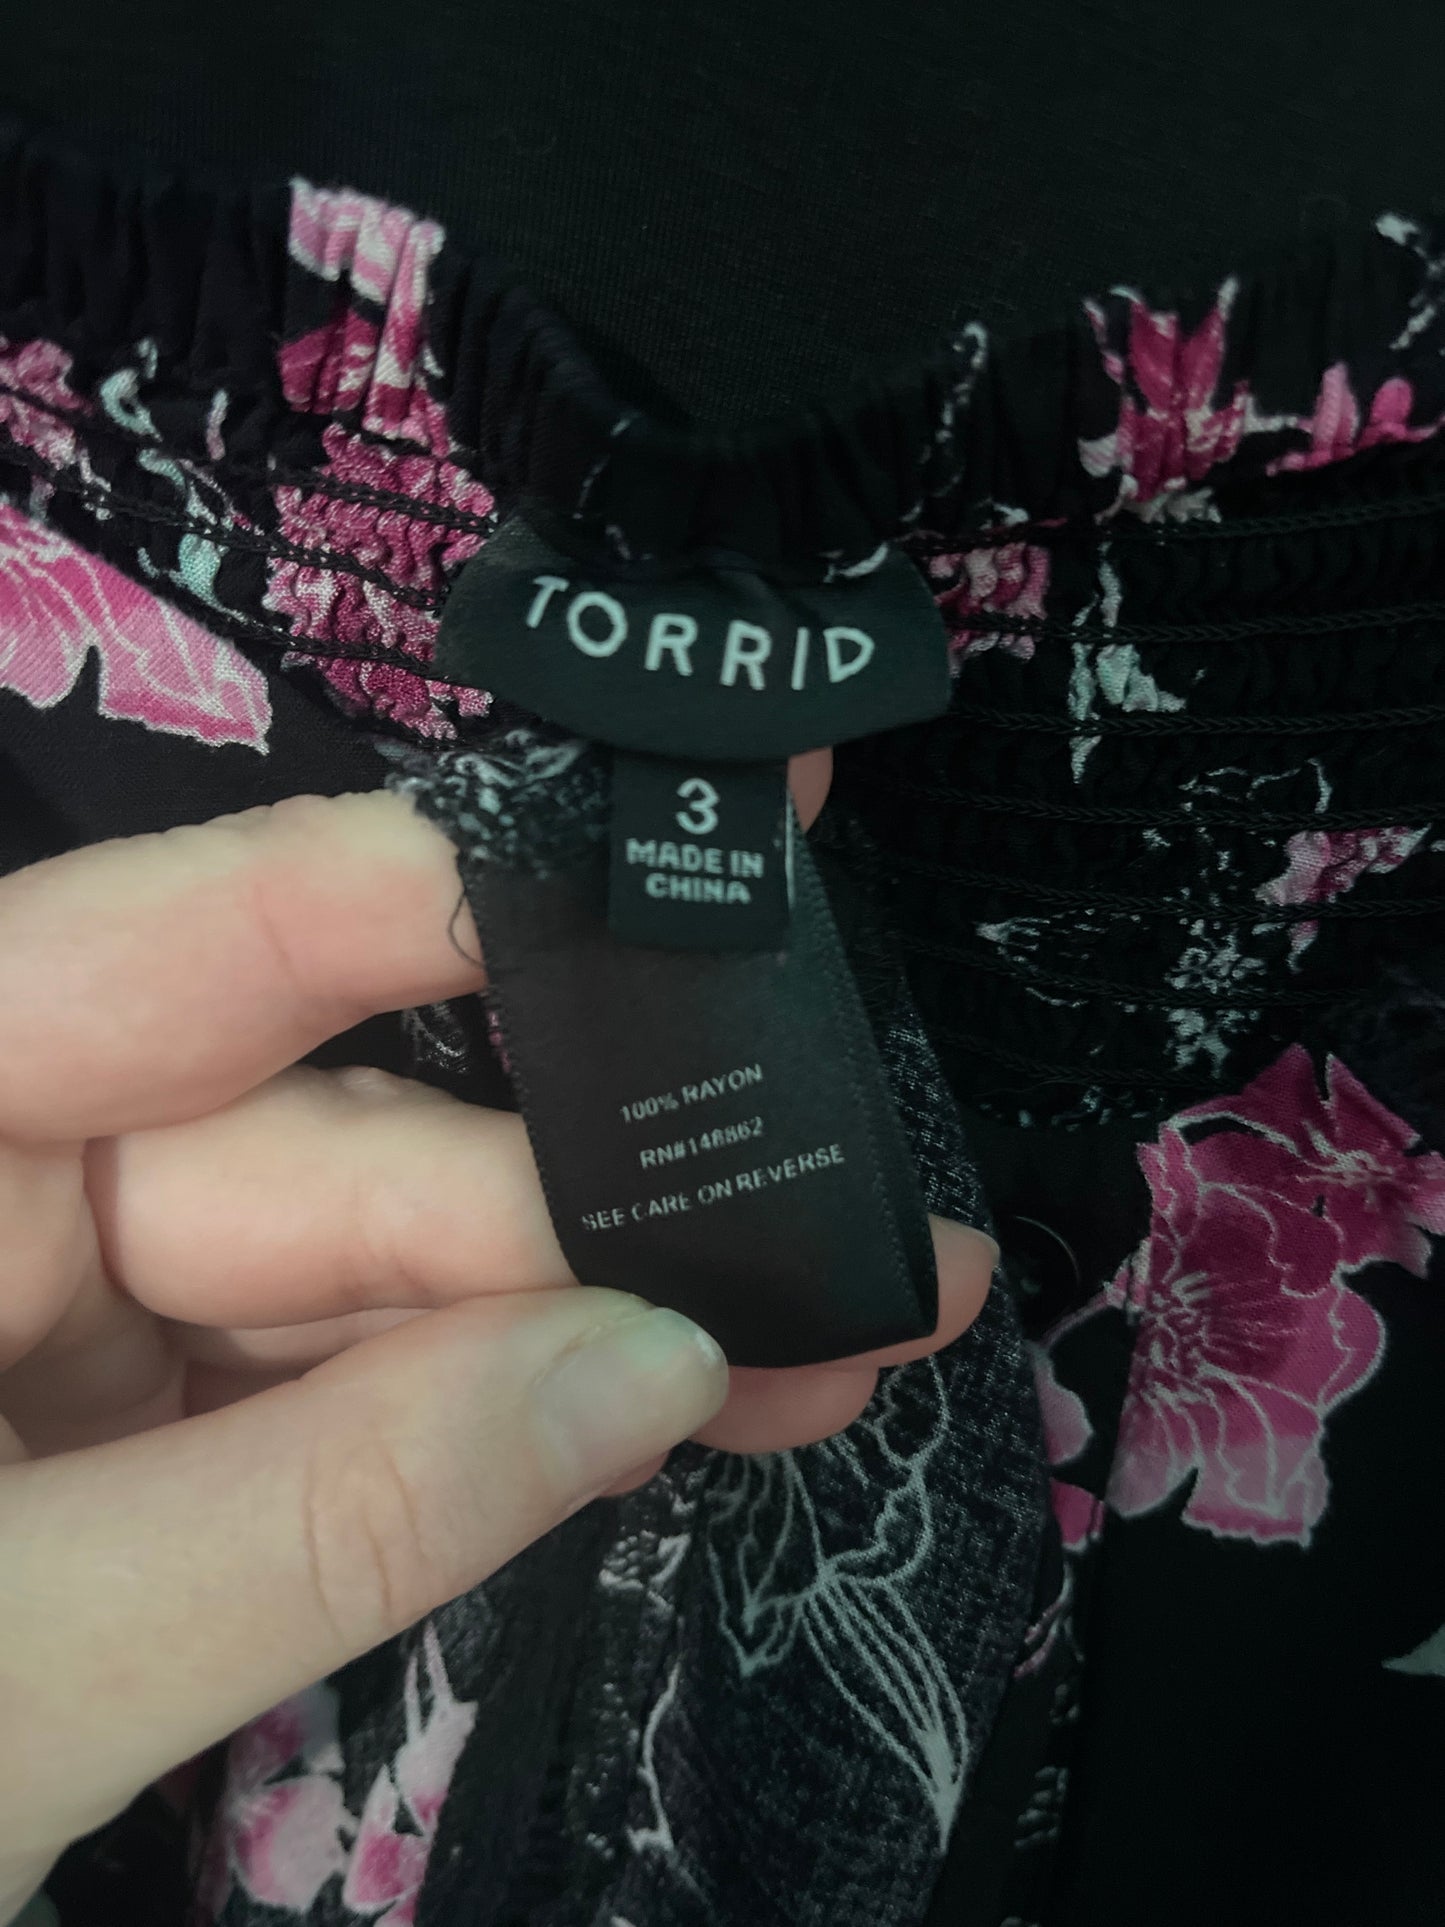 TORRID
3
MADE IN
CHINA
100% RAYON
RN#148862
SEE CARE ON REVERSE